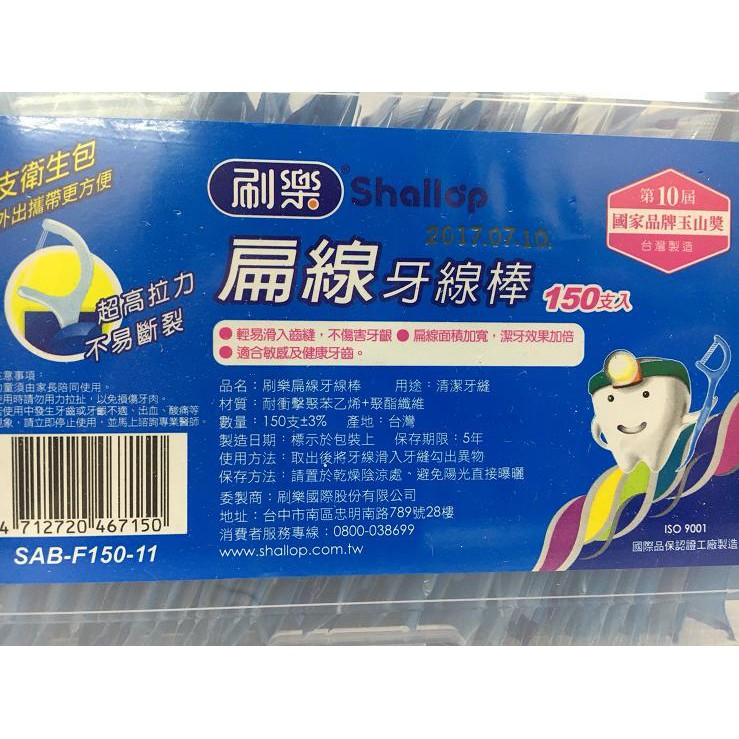 支衛生包
外出攜帶更方便
超高拉力
不易斷裂
刷樂® Shallop
2017.07.10.
扁線牙線棒 150支入
第10屆
國家品牌玉山獎
台灣製造
●輕易滑入齒縫，不傷害牙齦 ●扁線面積加寬，潔牙效果加倍
●適合敏感及健康牙齒。
意事項：
童須由家長陪同使用。
使用時請勿用力拉扯，以免損傷牙肉。
使用中發生牙齒或牙齦不適、出血、酸痛等
現象，請立即停止使用，並馬上諮詢專業醫師。
品名：刷樂扁線牙線棒 用途：清潔牙縫
材質：耐衝擊聚苯乙烯+聚酯纖維
數量：150支±3% 產地：台灣
製造日期：標示於包裝上 保存期限：5年
使用方法：取出後將牙線滑入牙縫勾出異物
保存方法：請置於乾燥陰涼處、避免陽光直接曝曬
委製商：刷樂國際股份有限公司
地址：台中市南區忠明南路789號28樓
消費者服務專線：0800-038699
www.shallop.com.tw
4 712720 467150
SAB-F150-11
ISO 9001
國際品保認證工廠製造